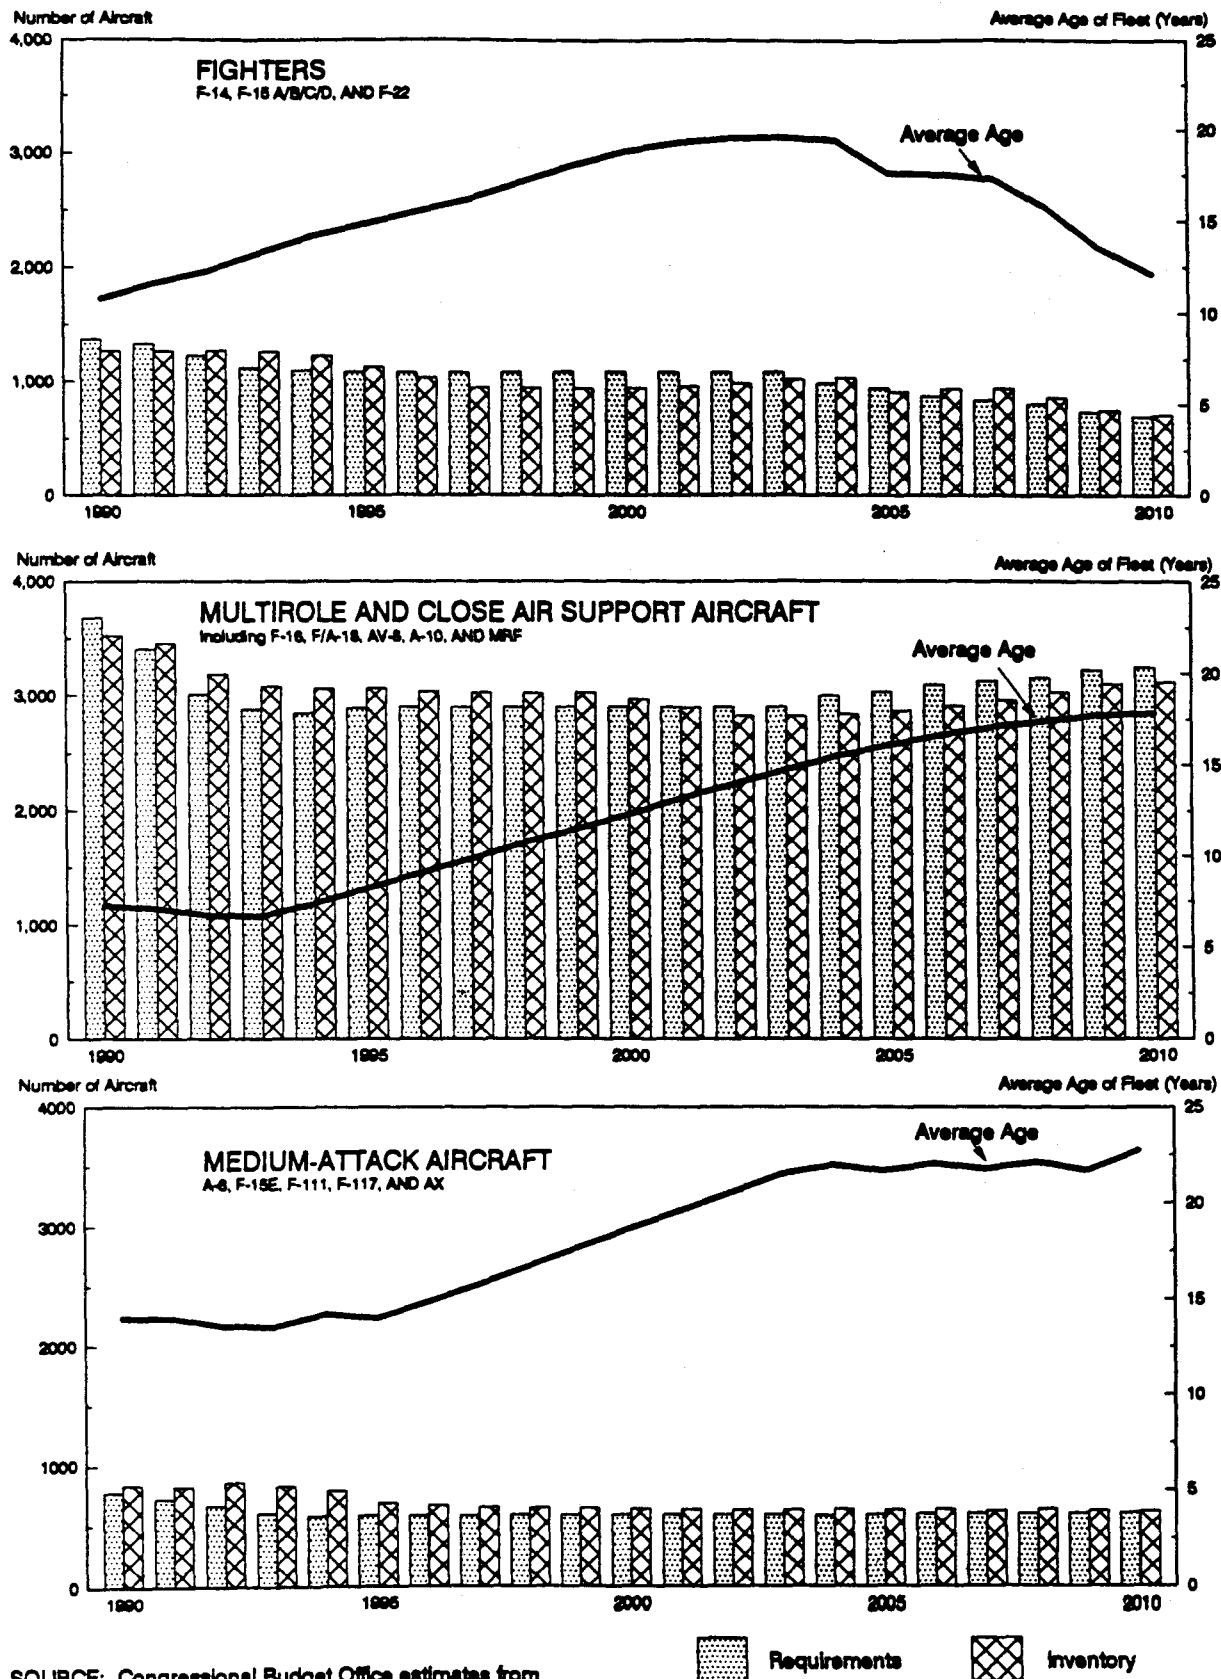 Number of Aircraft
Average Age of Fleet (Years)
4,000
3,000
2,000
1,000
0
25
20
15
10
5
0
FIGHTERS
F-14, F-15 A/B/C/D, AND F-22
Average Age
1990 1995 2000 2005 2010
Number of Aircraft
Average Age of Fleet (Years)
4,000
3,000
2,000
1,000
0
25
20
15
10
5
0
MULTIROLE AND CLOSE AIR SUPPORT AIRCRAFT
Including F-16, F/A-18, AV-8, A-10, AND MRF
Average Age
1990 1995 2000 2005 2010
Number of Aircraft
Average Age of Fleet (Years)
4000
3000
2000
1000
0
25
20
15
10
5
0
MEDIUM-ATTACK AIRCRAFT
A-6, F-15E, F-111, F-117, AND AX
Average Age
1990 1995 2000 2005 2010
Requirements
Inventory
SOURCE: Congressional Budget Office estimates from